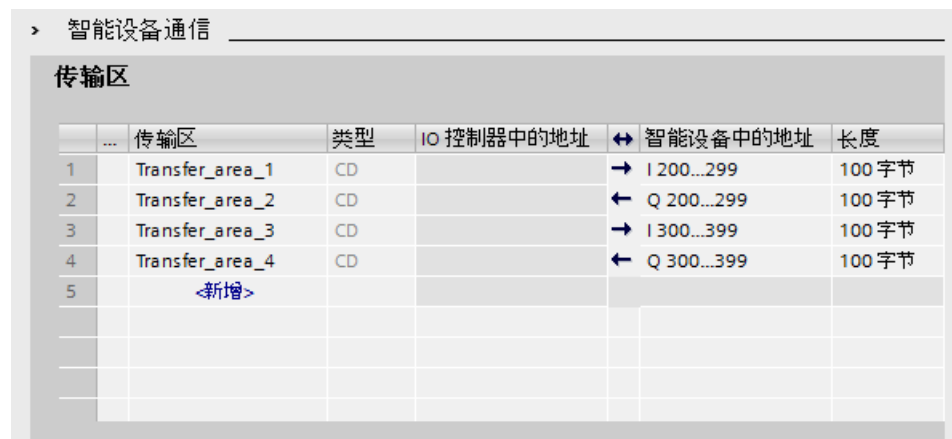 智能设备通信
传输区
... 传输区 类型 IO 控制器中的地址 ↔ 智能设备中的地址 长度
1 Transfer_area_1 CD → I 200...299 100 字节
2 Transfer_area_2 CD ← Q 200...299 100 字节
3 Transfer_area_3 CD → I 300...399 100 字节
4 Transfer_area_4 CD ← Q 300...399 100 字节
5 <新增>